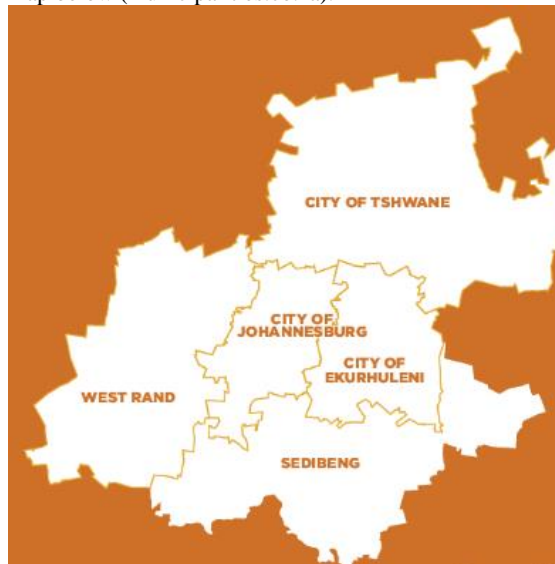 CITY OF TSHWANE
CITY OF
JOHANNESBURG
CITY OF
EKURHULENI
WEST RAND
SEDIBENG